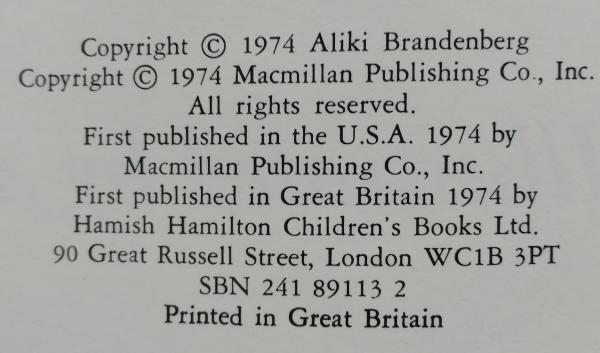 Copyright © 1974 Aliki Brandenberg
Copyright © 1974 Macmillan Publishing Co., Inc.
All rights reserved.
First published in the U.S.A. 1974 by
Macmillan Publishing Co., Inc.
First published in Great Britain 1974 by
Hamish Hamilton Children's Books Ltd.
90 Great Russell Street, London WC1B 3PT
SBN 241 89113 2
Printed in Great Britain